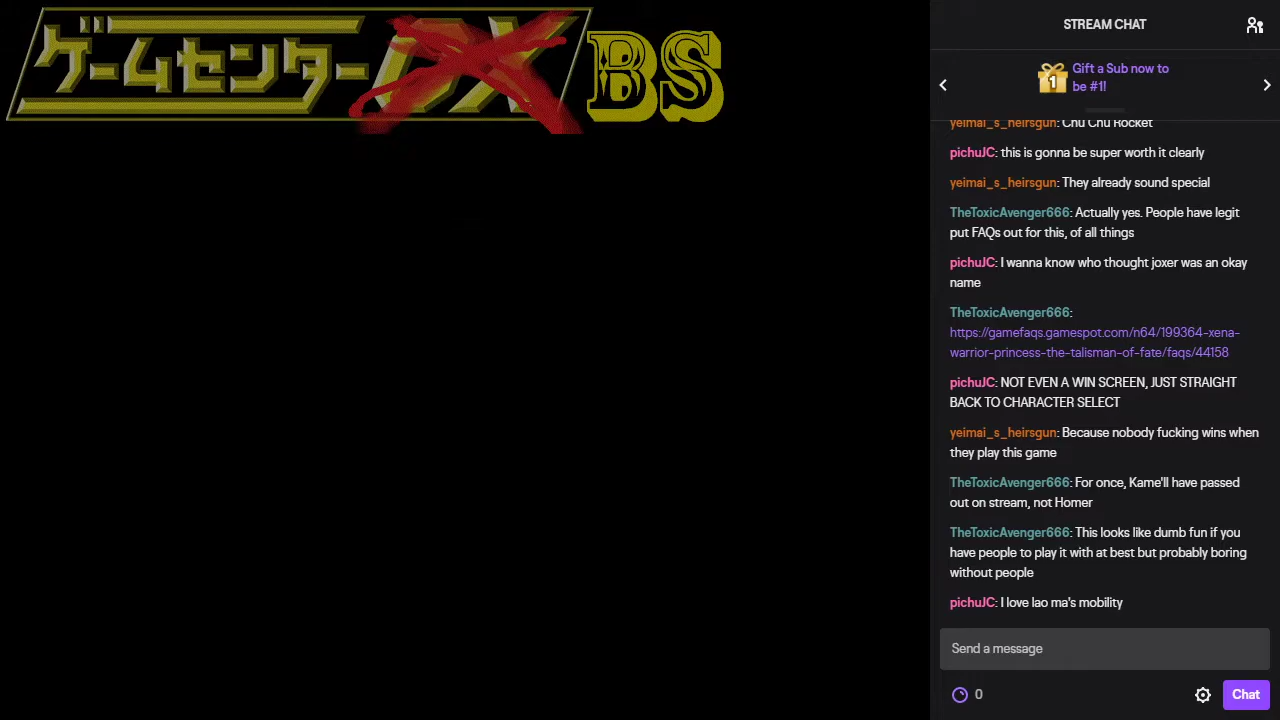 ゲームセンターCX BS
STREAM CHAT
Gift a Sub now to
be #1!
1
yeimai_s_heirsgun: Chu Chu Rocket
pichuJC: this is gonna be super worth it clearly
yeimai_s_heirsgun: They already sound special
TheToxicAvenger666: Actually yes. People have legit
put FAQs out for this, of all things
pichuJC: I wanna know who thought joxer was an okay
name
TheToxicAvenger666:
https://gamefaqs.gamespot.com/n64/199364-xena-
warrior-princess-the-talisman-of-fate/faqs/44158
pichuJC: NOT EVEN A WIN SCREEN, JUST STRAIGHT
BACK TO CHARACTER SELECT
yeimai_s_heirsgun: Because nobody fucking wins when
they play this game
TheToxicAvenger666: For once, Kame'll have passed
out on stream, not Homer
TheToxicAvenger666: This looks like dumb fun if you
have people to play it with at best but probably boring
without people
pichuJC: I love lao ma's mobility
Send a message
0
Chat